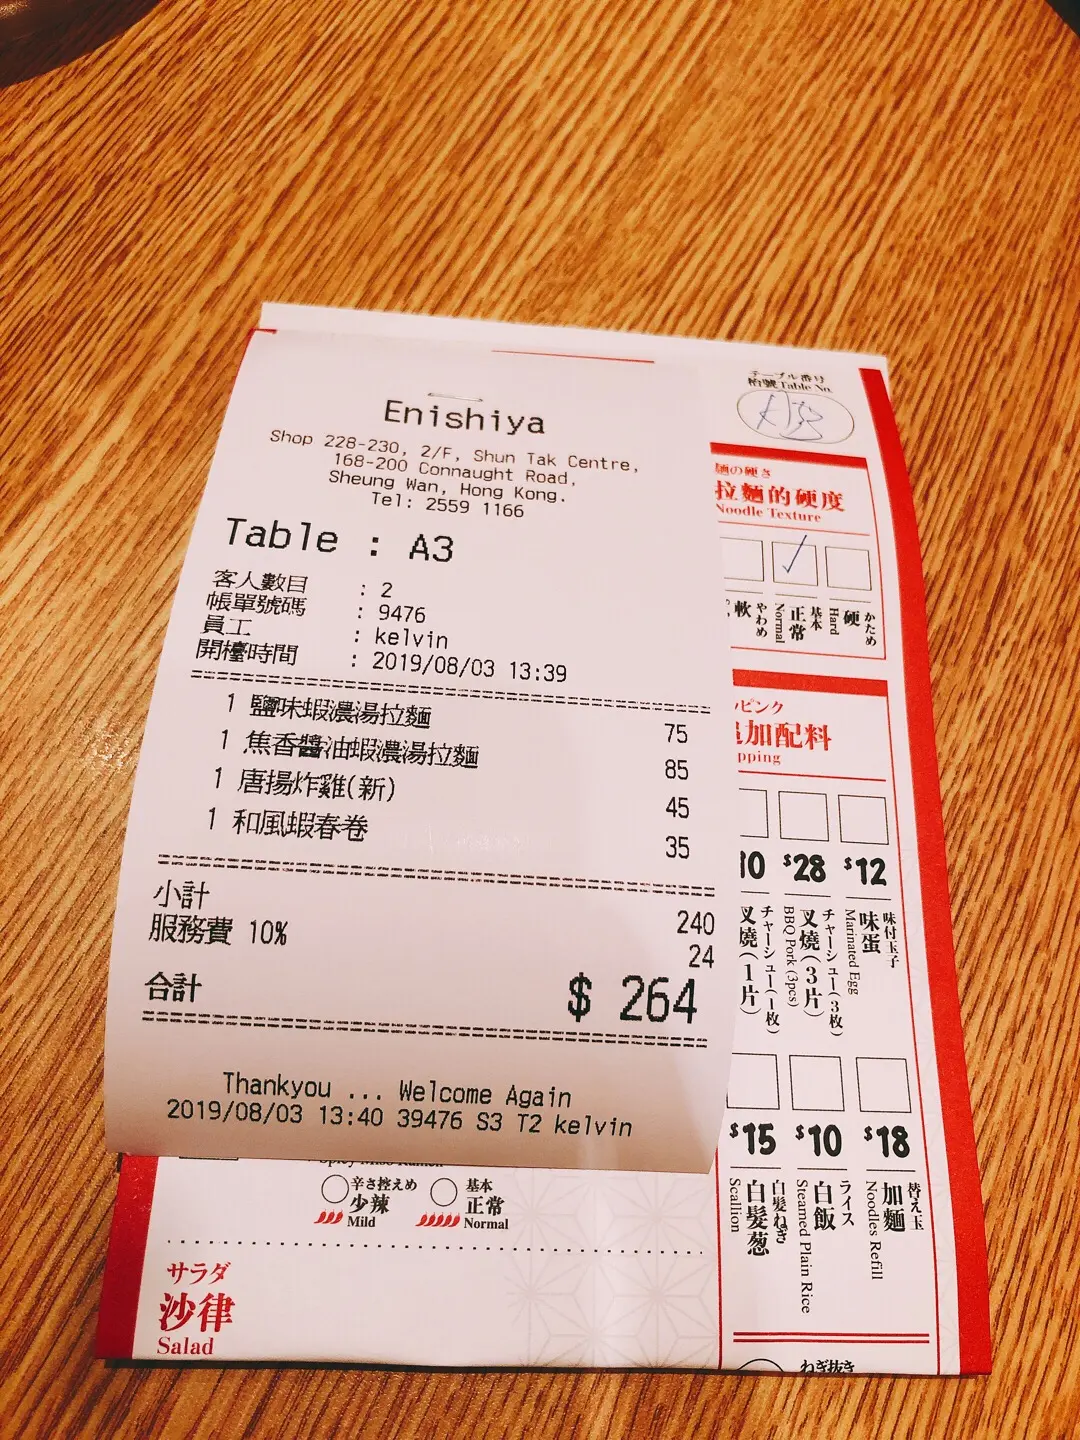 Enishiya
Shop 228-230, 2/F, Shun Tak Centre,
168-200 Connaught Road,
Sheung Wan, Hong Kong.
Tel: 2559 1166
Table : A3
客人數目 : 2
帳單號碼 : 9476
員工 : kelvin
開檯時間 : 2019/08/03 13:39
1 鹽味蝦濃湯拉麵 75
1 焦香醬油蝦濃湯拉麵 85
1 唐揚炸雞(新) 45
1 和風蝦春卷 35
小計 240
服務費 10% 24
合計 $ 264
Thankyou ... Welcome Again
2019/08/03 13:40 39476 S3 T2 kelvin
テーブル番号
枱號 Table No.
A3
麺の硬さ
拉麵的硬度
Noodle Texture
かため
硬
Hard
基本
正常
Normal
やわめ
軟
ピング
加配料
pping
$12
味付玉子
味蛋
Marinated Egg
$28
チャーシュー(3枚)
叉燒(3片)
BBQ Pork (3pcs)
10
チャーシュー(1枚)
叉燒(1片)
$18
替え玉
加麵
Noodles Refill
$10
ライス
白飯
Steamed Plain Rice
$15
白髪ねぎ
白髮葱
Scallion
ねぎ抜き
Spicy Miso Ramen
辛さ控えめ
少辣
Mild
基本
正常
Normal
サラダ
沙律
Salad